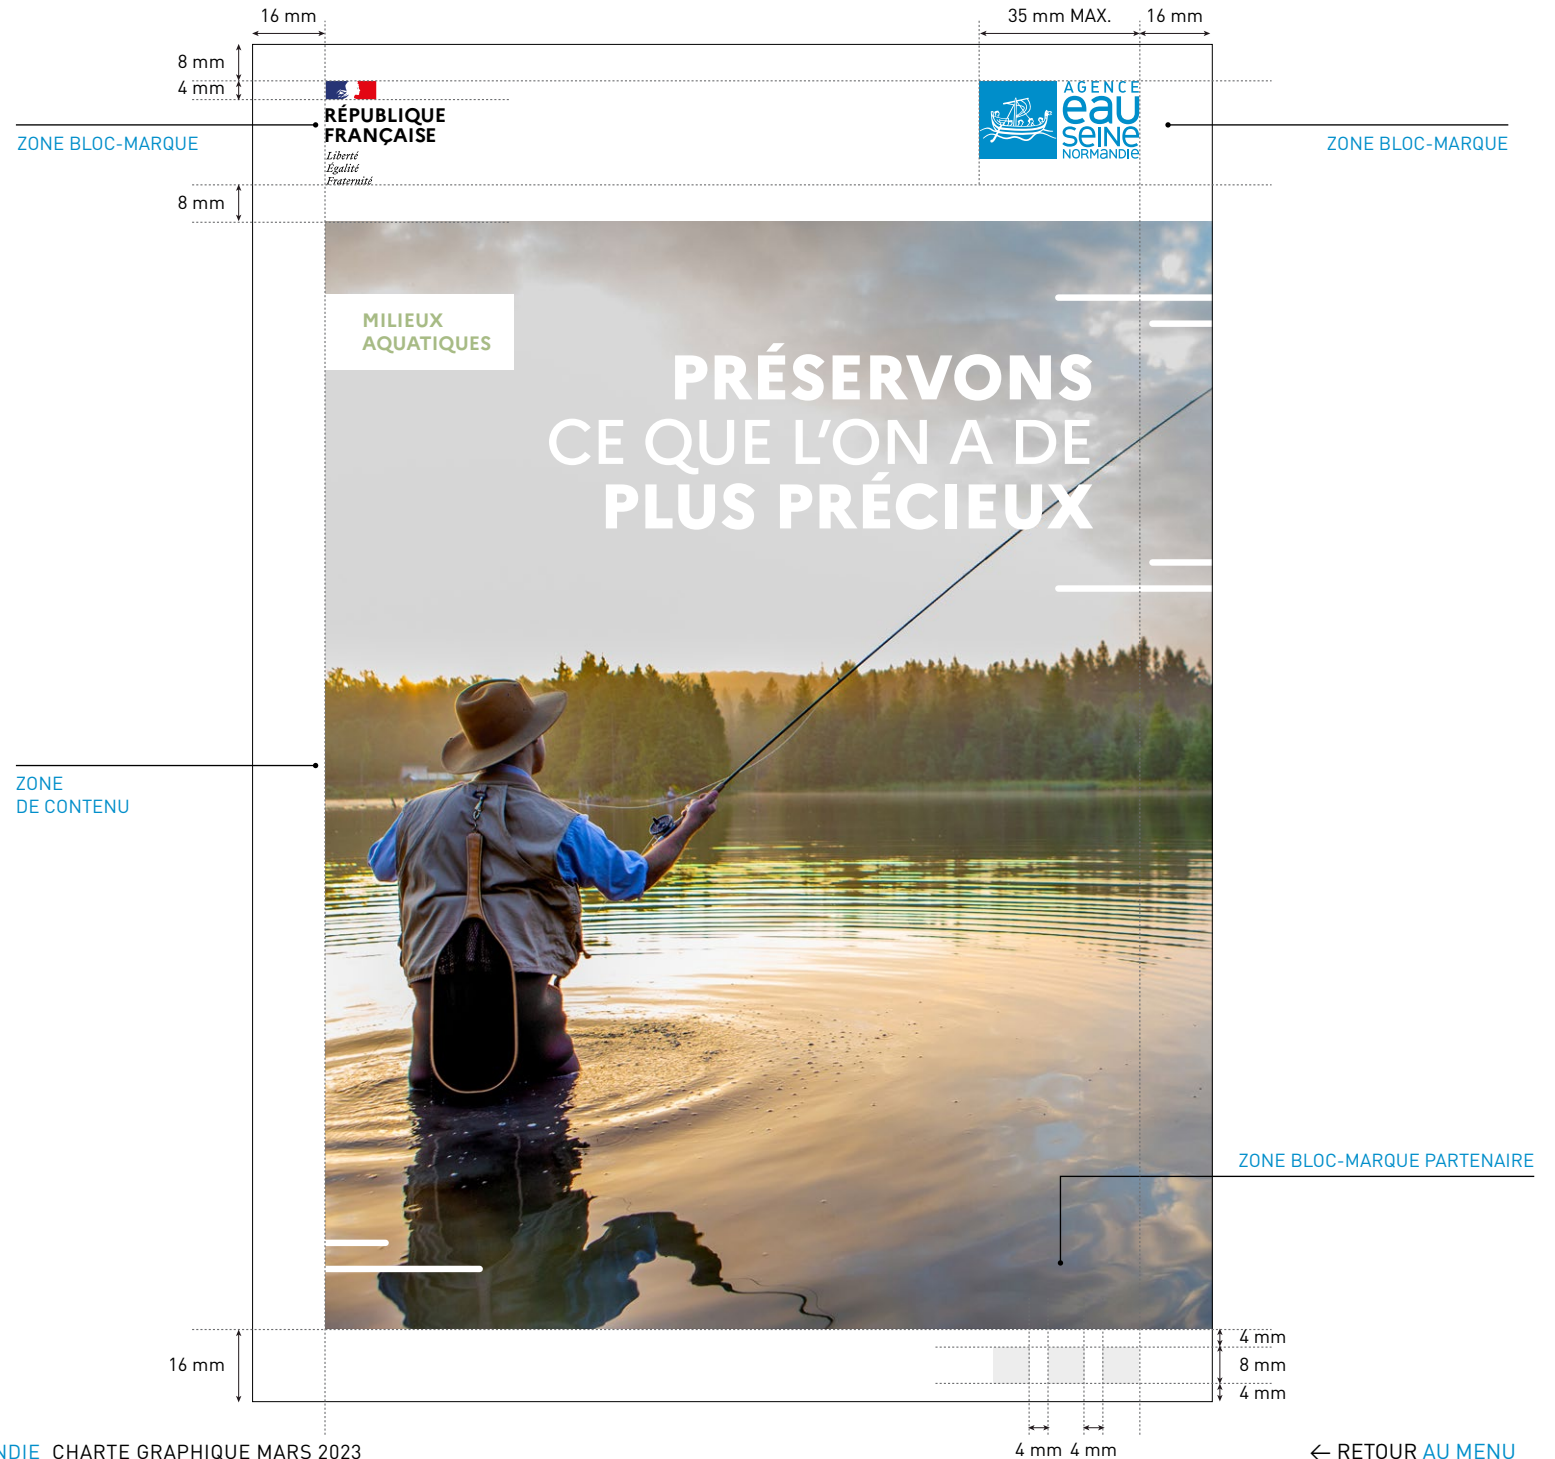 16 mm
35 mm MAX.
16 mm
8 mm
4 mm
RÉPUBLIQUE
FRANÇAISE
Liberté
Égalité
Fraternité
AGENCE
eau
seine
NORMANDIE
ZONE BLOC-MARQUE
ZONE BLOC-MARQUE
8 mm
MILIEUX
AQUATIQUES
PRÉSERVONS
CE QUE L’ON A DE
PLUS PRÉCIEUX
ZONE
DE CONTENU
ZONE BLOC-MARQUE PARTENAIRE
16 mm
4 mm
8 mm
4 mm
4 mm 4 mm
NDIE CHARTE GRAPHIQUE MARS 2023
← RETOUR AU MENU